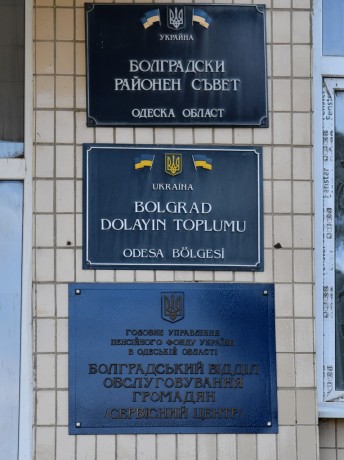 УКРАЙНА
БОЛГРАДСКИ
РАЙОНЕН СЪВЕТ
ОДЕСКА ОБЛАСТ
UKRAINA
BOLGRAD
DOLAYIN TOPLUMU
ODESA BÖLGESİ
ГОЛОВНЕ УПРАВЛІННЯ
ПЕНСІЙНОГО ФОНДУ УКРАЇНИ
В ОДЕСЬКІЙ ОБЛАСТІ
БОЛГРАДСЬКИЙ ВІДДІЛ
ОБСЛУГОВУВАННЯ
ГРОМАДЯН
/СЕРВІСНИЙ ЦЕНТР/